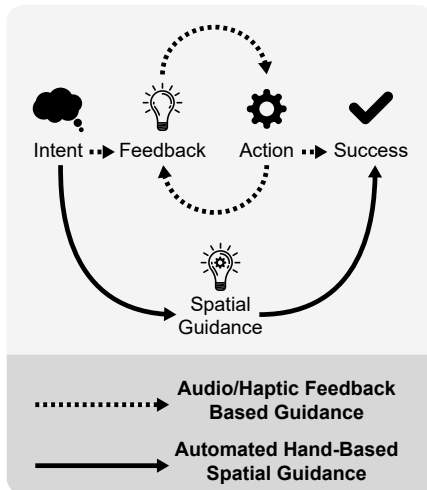 Intent Feedback Action Success
Spatial
Guidance
Audio/Haptic Feedback
Based Guidance
Automated Hand-Based
Spatial Guidance